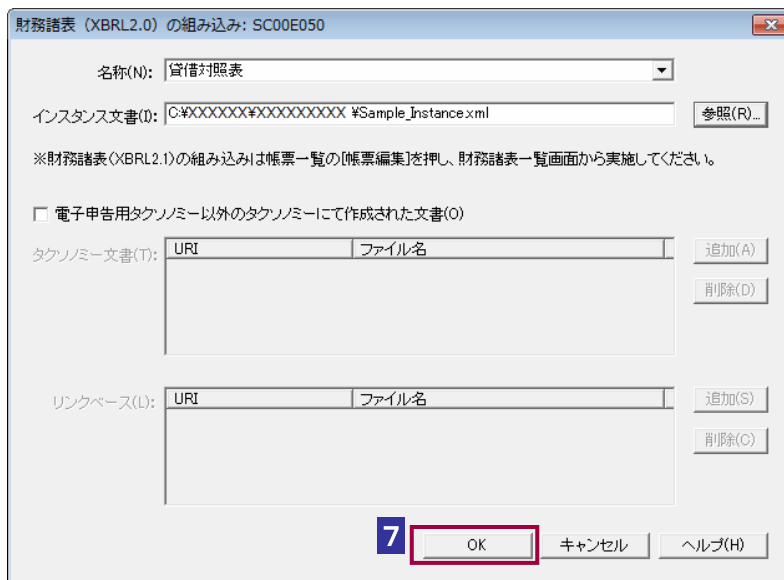 財務諸表（XBRL2.0）の組み込み: SC00E050
名称(N): 貸借対照表
インスタンス文書(I): C:¥XXXXXX¥XXXXXXXXX ¥Sample_Instance.xml 参照(R)...
※財務諸表(XBRL2.1)の組み込みは帳票一覧の[帳票編集]を押し、財務諸表一覧画面から実施してください。
電子申告用タクソノミー以外のタクソノミーにて作成された文書(O)
タクソノミー文書(T): URI ファイル名 追加(A)
削除(D)
リンクベース(L): URI ファイル名 追加(S)
削除(C)
7 OK キャンセル ヘルプ(H)